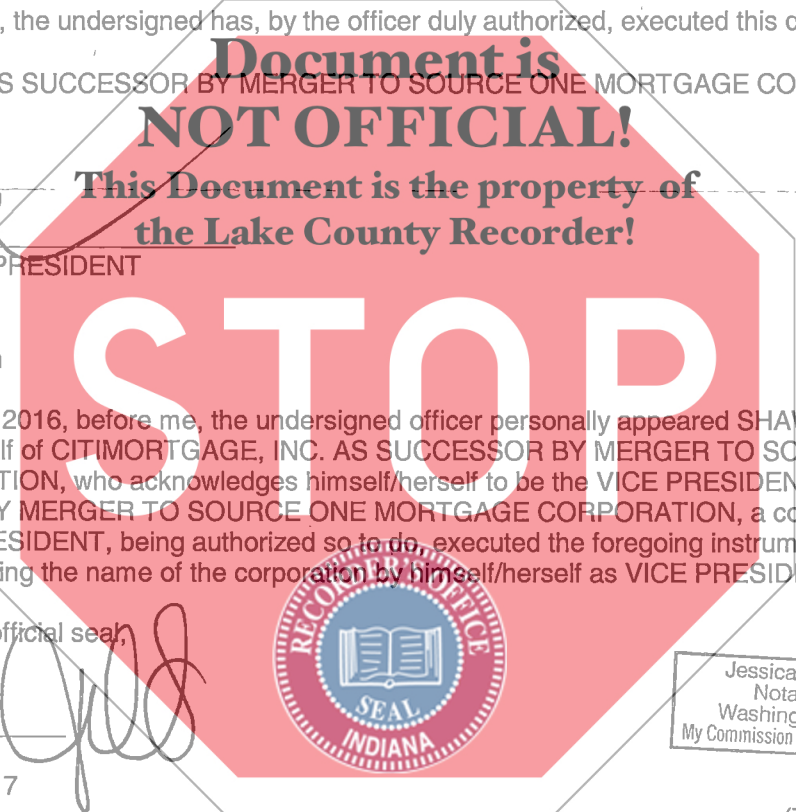 , the undersigned has, by the officer duly authorized, executed this
Document is
S SUCCESSOR BY MERGER TO SOURCE ONE MORTGAGE CO
NOT OFFICIAL!
This Document is the property of
the Lake County Recorder!
PRESIDENT
STOP
2016, before me, the undersigned officer personally appeared SHA
lf of CITIMORTGAGE, INC. AS SUCCESSOR BY MERGER TO SO
TION, who acknowledges himself/herself to be the VICE PRESIDEN
Y MERGER TO SOURCE ONE MORTGAGE CORPORATION, a co
ESIDENT, being authorized so to do, executed the foregoing instrum
ing the name of the corporation by himself/herself as VICE PRESID
RECORDER'S OFFICE
SEAL
INDIANA
official seal,
Jessica
Nota
Washing
My Commission
7